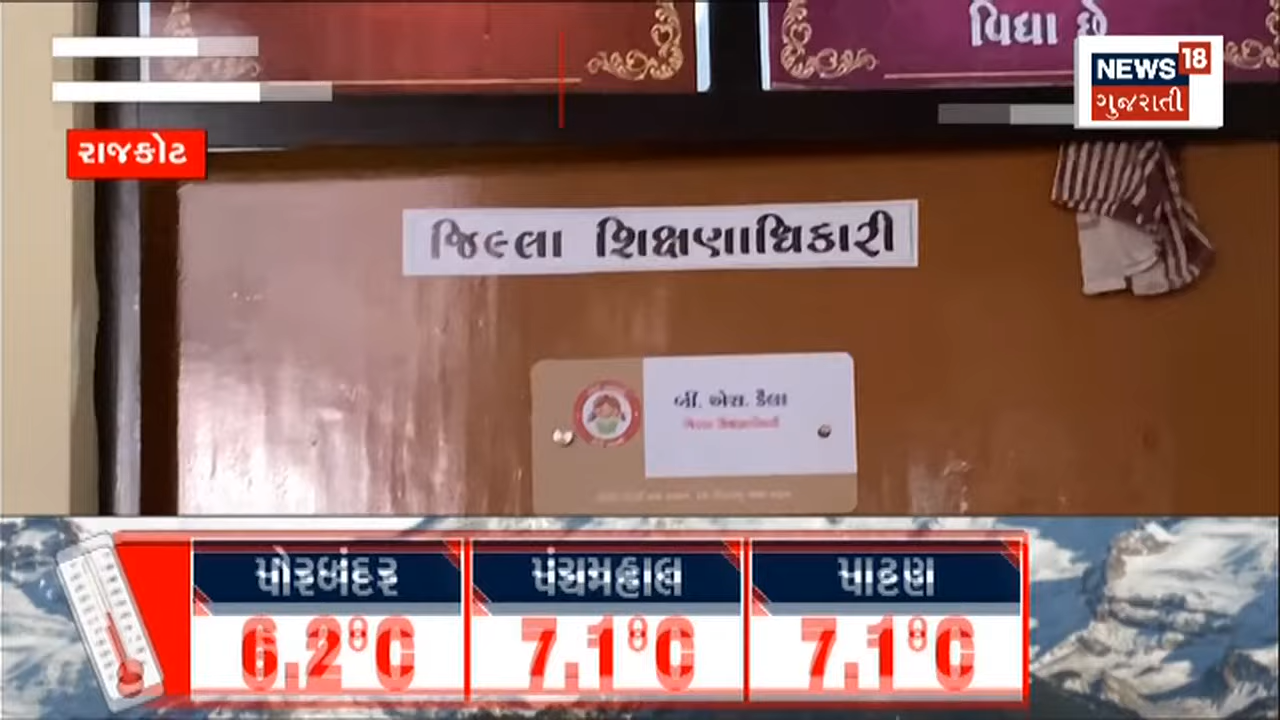 વિદ્યા છે
NEWS 18
ગુજરાતી
રાજકોટ
જિલ્લા શિક્ષણાધિકારી
બી. એસ. કૈલા
પોરબંદર
6.2°C
પંચમહાલ
7.1°C
પાટણ
7.1°C